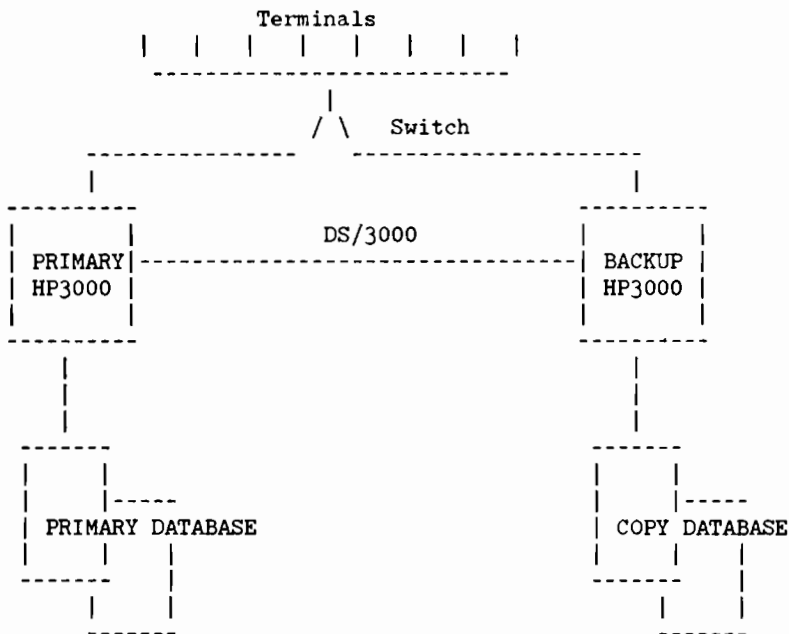 Terminals
Switch
DS/3000
PRIMARY
HP3000
BACKUP
HP3000
PRIMARY DATABASE
COPY DATABASE